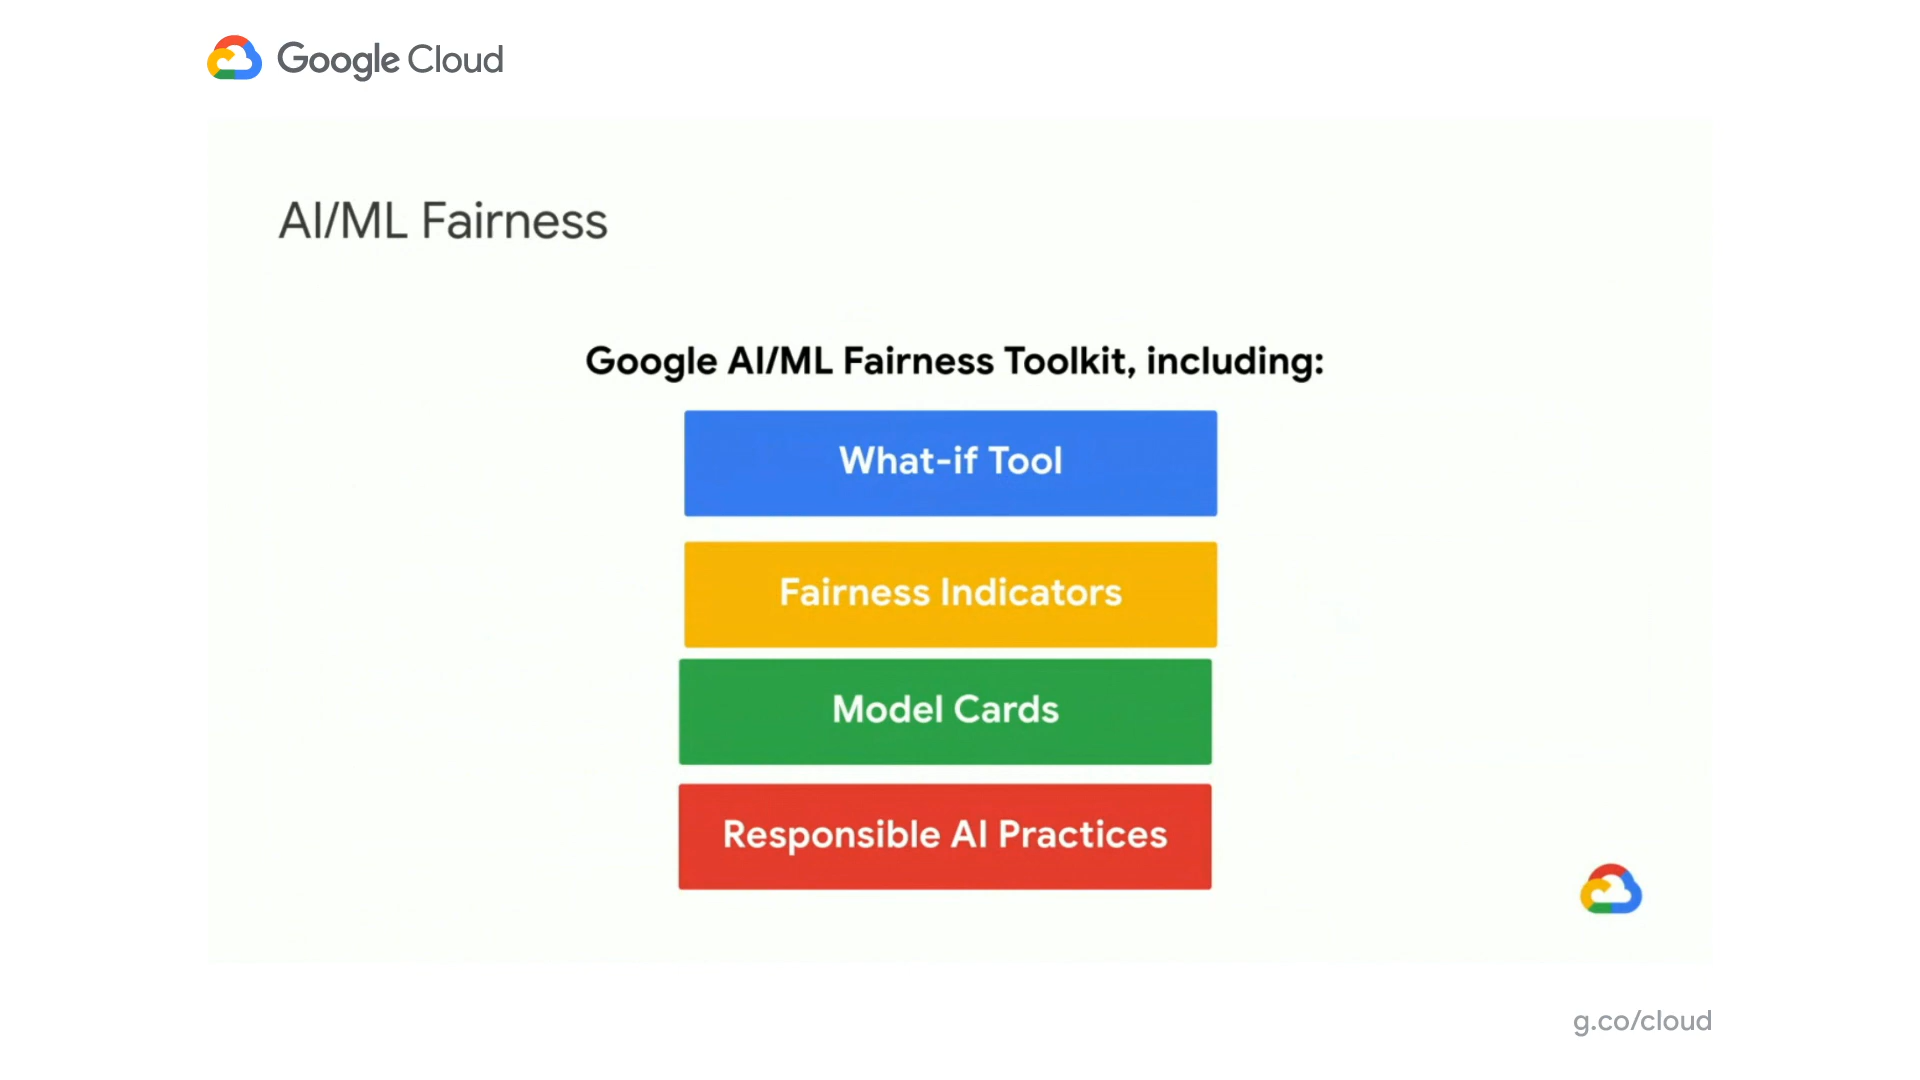 Google Cloud
AI/ML Fairness
Google AI/ML Fairness Toolkit, including:
What-if Tool
Fairness Indicators
Model Cards
Responsible AI Practices
g.co/cloud